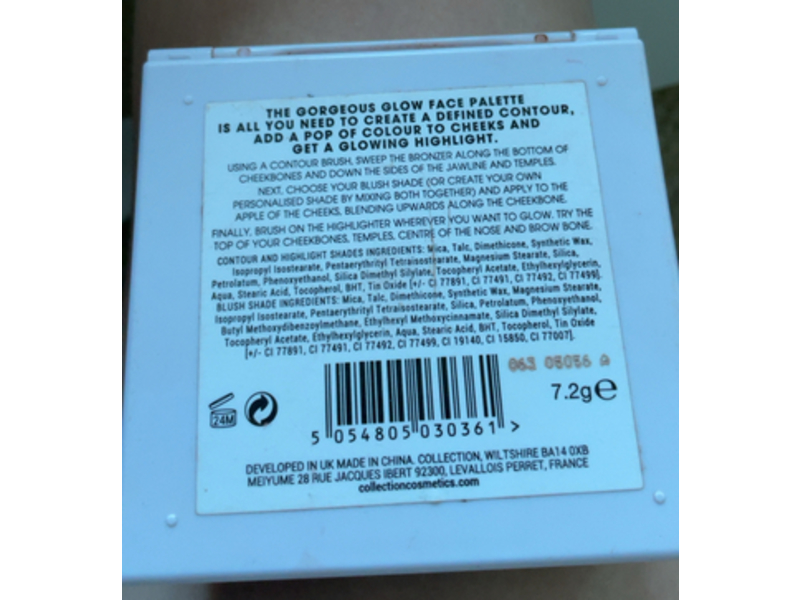 THE GORGEOUS GLOW FACE PALETTE
IS ALL YOU NEED TO CREATE A DEFINED CONTOUR,
ADD A POP OF COLOUR TO CHEEKS AND
GET A GLOWING HIGHLIGHT.
USING A CONTOUR BRUSH, SWEEP THE BRONZER ALONG THE BOTTOM OF
CHEEKBONES AND DOWN THE SIDES OF THE JAWLINE AND TEMPLES.
NEXT, CHOOSE YOUR BLUSH SHADE (OR CREATE YOUR OWN
PERSONALISED SHADE BY MIXING BOTH TOGETHER) AND APPLY TO THE
APPLE OF THE CHEEKS, BLENDING UPWARDS ALONG THE CHEEKBONE.
FINALLY, BRUSH ON THE HIGHLIGHTER WHEREVER YOU WANT TO GLOW. TRY THE
TOP OF YOUR CHEEKBONES, TEMPLES, CENTRE OF THE NOSE AND BROW BONE.
CONTOUR AND HIGHLIGHT SHADES INGREDIENTS: Mica, Talc, Dimethicone, Synthetic Wax,
Isopropyl Isostearate, Pentaerythrityl Tetraisostearate, Magnesium Stearate, Silica,
Petrolatum, Phenoxyethanol, Silica Dimethyl Silylate, Tocopheryl Acetate, Ethylhexylglycerin,
Aqua, Stearic Acid, Tocopherol, BHT, Tin Oxide [+/- CI 77891, CI 77491, CI 77492, CI 77499].
BLUSH SHADE INGREDIENTS: Mica, Talc, Dimethicone, Synthetic Wax, Magnesium Stearate,
Isopropyl Isostearate, Pentaerythrityl Tetraisostearate, Silica, Petrolatum, Phenoxyethanol,
Butyl Methoxydibenzoylmethane, Ethylhexyl Methoxycinnamate, Silica Dimethyl Silylate,
Tocopheryl Acetate, Ethylhexylglycerin, Aqua, Stearic Acid, BHT, Tocopherol, Tin Oxide
[+/- CI 77891, CI 77491, CI 77492, CI 77499, CI 19140, CI 15850, CI 77007].
063 05056 A
7.2g e
24M
5 054805 030361 >
DEVELOPED IN UK MADE IN CHINA, COLLECTION, WILTSHIRE BA14 0XB
MEIYUME 28 RUE JACQUES IBERT 92300, LEVALLOIS PERRET, FRANCE
collectioncosmetics.com